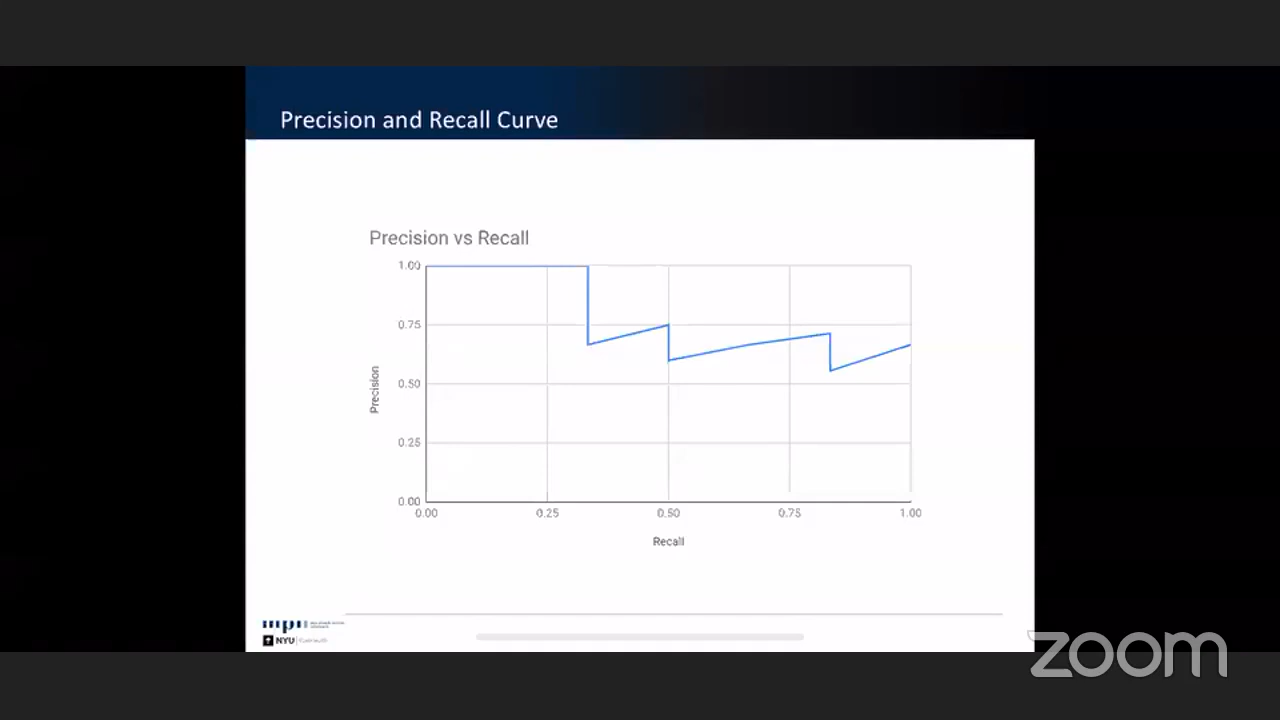 Precision and Recall Curve
Precision vs Recall
1.00
0.75
0.50
0.25
0.00
Precision
0.00 0.25 0.50 0.75 1.00
Recall
NYU
zoom